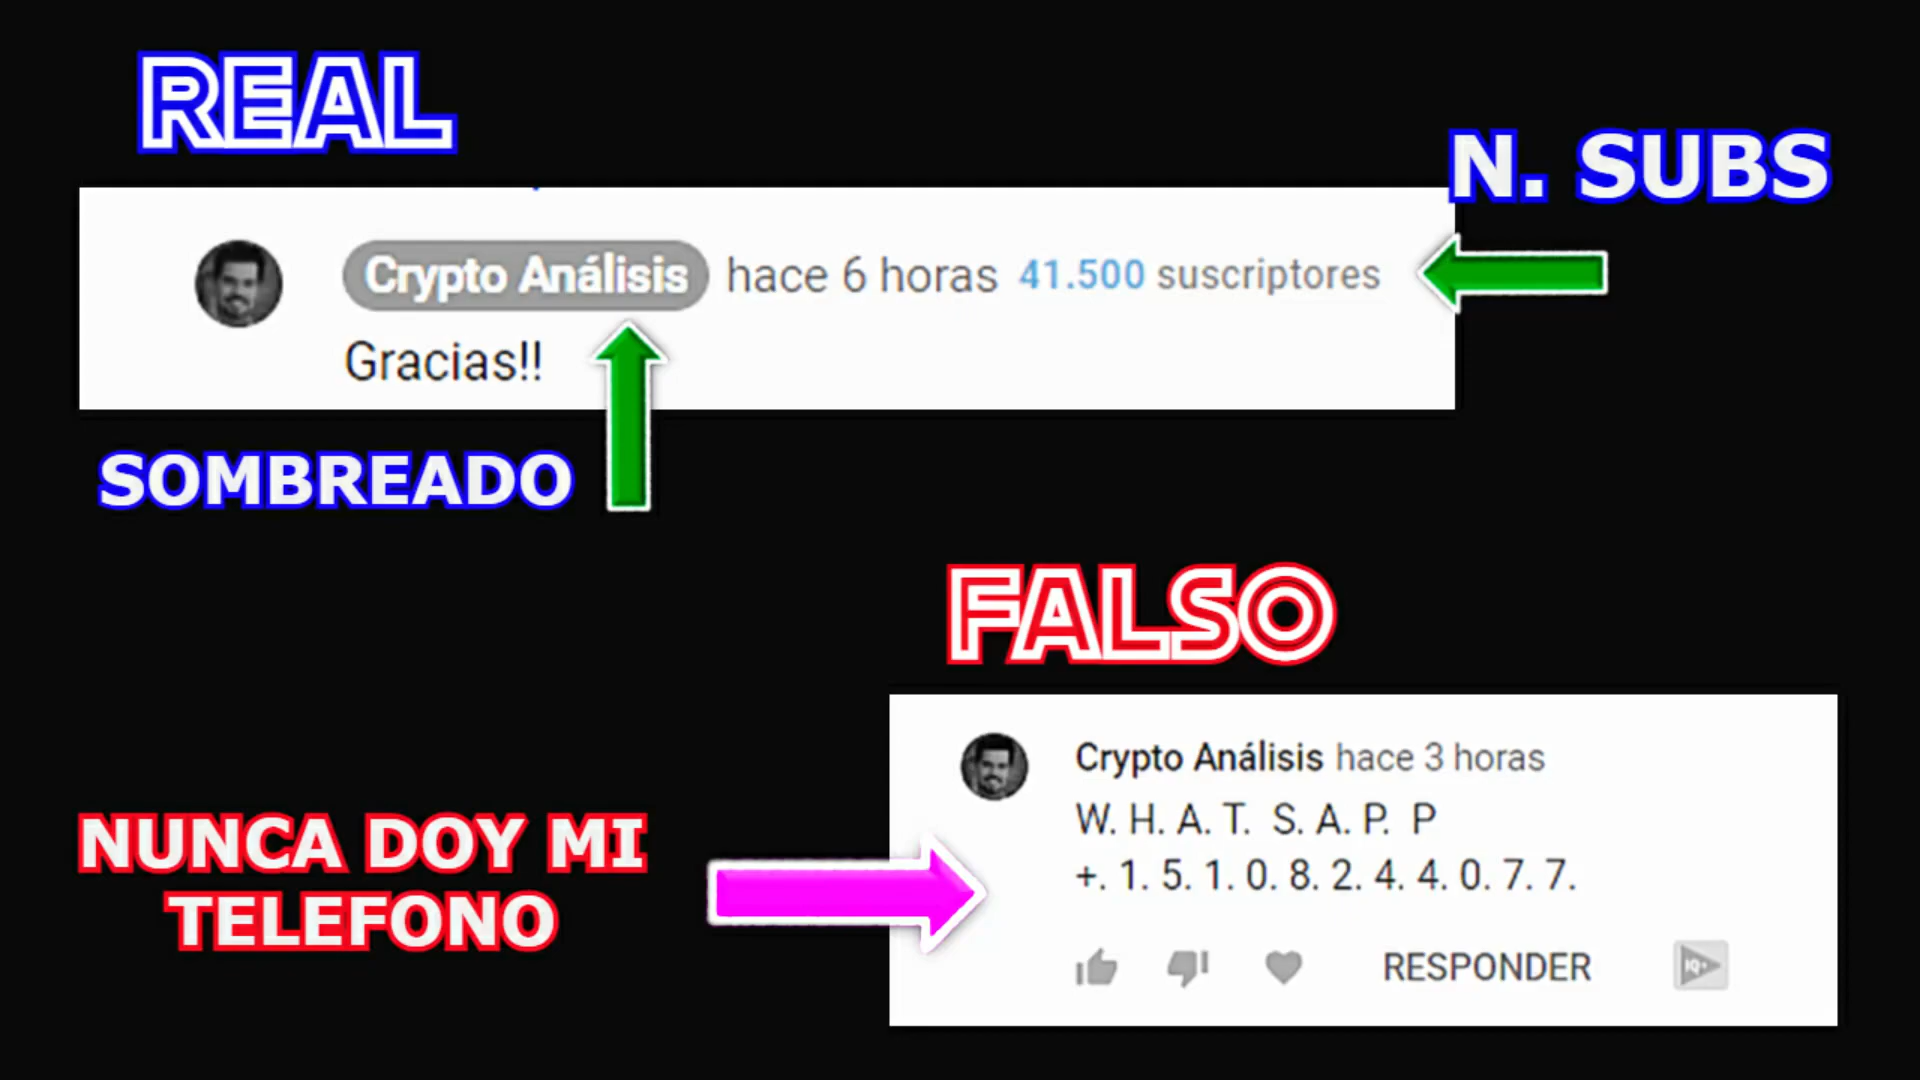 REAL
N. SUBS
Crypto Análisis hace 6 horas 41.500 suscriptores
Gracias!!
SOMBREADO
FALSO
Crypto Análisis hace 3 horas
W. H. A. T. S. A. P. P
+. 1. 5. 1. 0. 8. 2. 4. 4. 0. 7. 7.
NUNCA DOY MI
TELEFONO
RESPONDER
IQ+